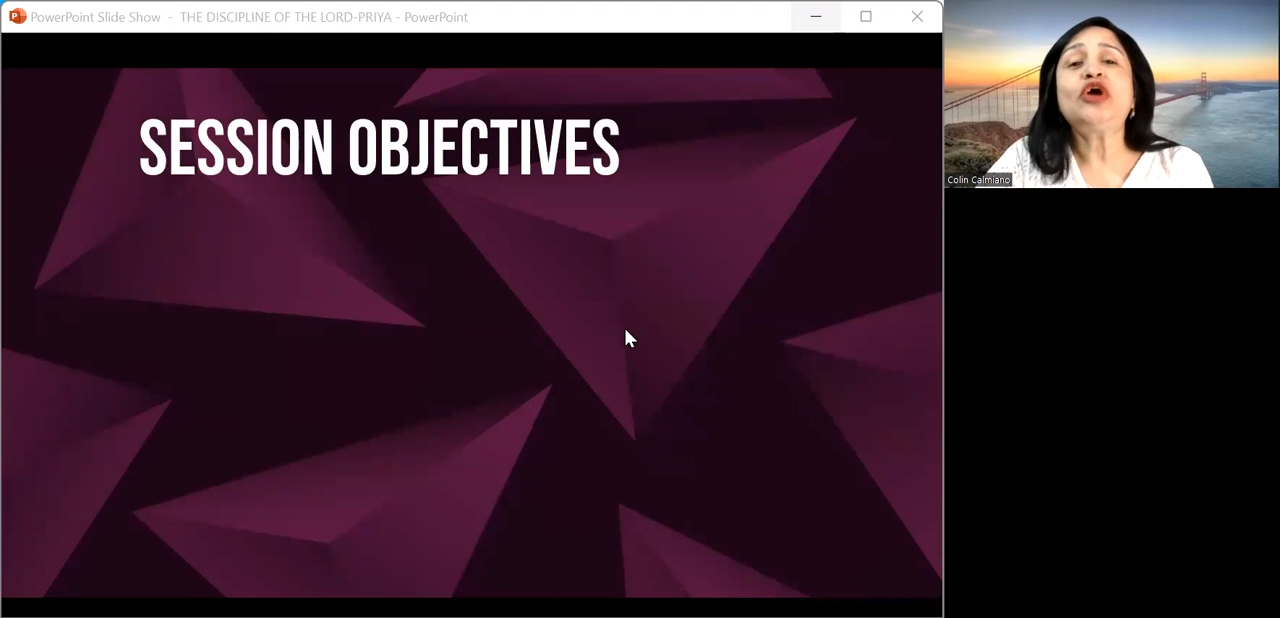 PowerPoint Slide Show - THE DISCIPLINE OF THE LORD-PRIYA - PowerPoint
SESSION OBJECTIVES
Colin Calmiano